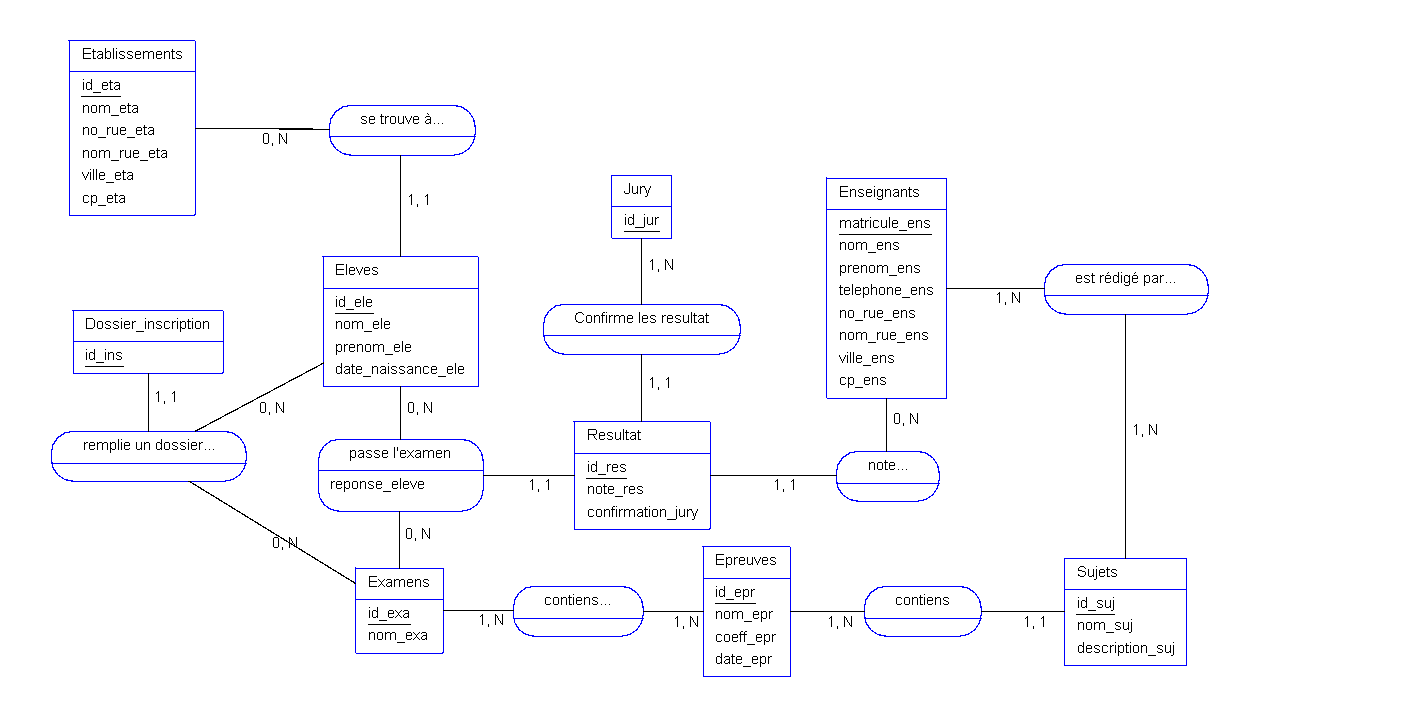 Etablissements
id_eta
nom_eta
no_rue_eta
nom_rue_eta
ville_eta
cp_eta
0, N
se trouve à...
1, 1
Eleves
id_ele
nom_ele
prenom_ele
date_naissance_ele
Dossier_inscription
id_ins
1, 1
0, N
remplie un dossier...
0, N
0, N
passe l'examen
reponse_eleve
0, N
1, 1
Jury
id_jur
1, N
Confirme les resultat
1, 1
Resultat
id_res
note_res
confirmation_jury
1, 1
Enseignants
matricule_ens
nom_ens
prenom_ens
telephone_ens
no_rue_ens
nom_rue_ens
ville_ens
cp_ens
0, N
note...
1, N
est rédigé par...
1, N
Examens
id_exa
nom_exa
1, N
contiens...
1, N
Epreuves
id_epr
nom_epr
coeff_epr
date_epr
1, N
contiens
1, 1
Sujets
id_suj
nom_suj
description_suj